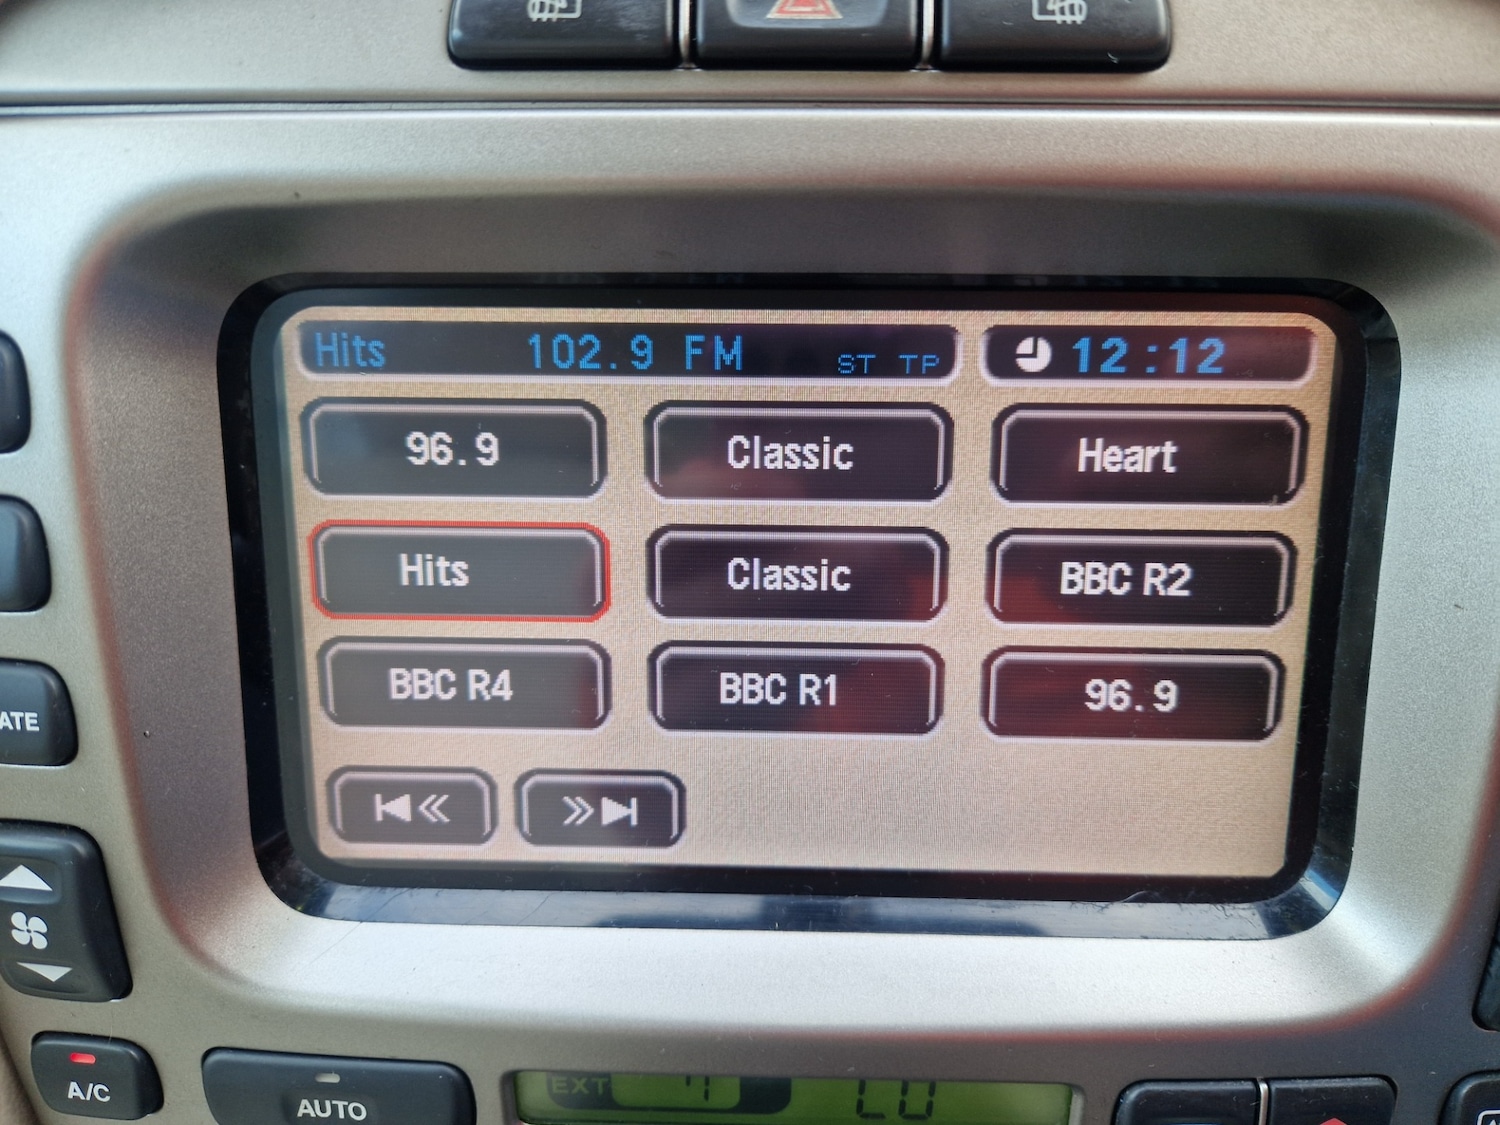 Hits 102.9 FM ST TP 12:12
96.9 Classic Heart
Hits Classic BBC R2
BBC R4 BBC R1 96.9
ATE
A/C
AUTO
EXT
LO